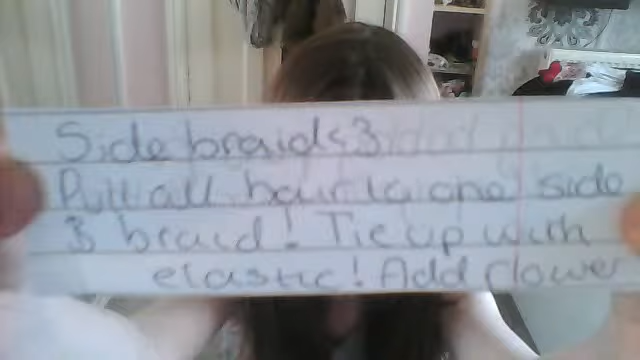 Side braids <3
Pull all hair to one side
3 braid! Tie up with
elastic! Add flower